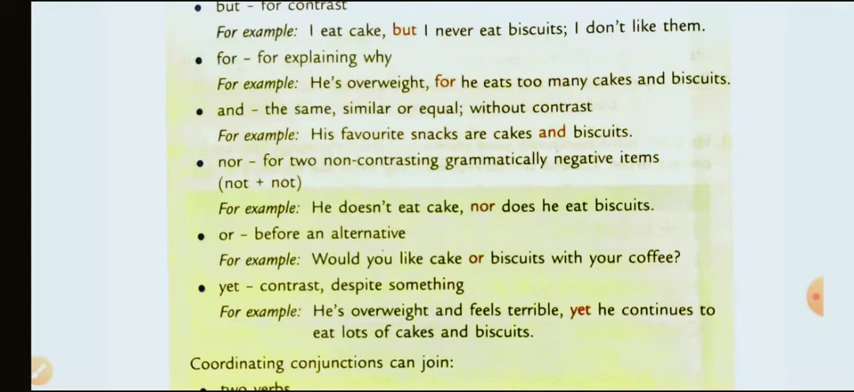 • but – for contrast
For example: I eat cake, but I never eat biscuits; I don't like them.
• for – for explaining why
For example: He's overweight, for he eats too many cakes and biscuits.
• and – the same, similar or equal; without contrast
For example: His favourite snacks are cakes and biscuits.
• nor – for two non-contrasting grammatically negative items
(not + not)
For example: He doesn't eat cake, nor does he eat biscuits.
• or – before an alternative
For example: Would you like cake or biscuits with your coffee?
• yet – contrast, despite something
For example: He's overweight and feels terrible, yet he continues to
eat lots of cakes and biscuits.
Coordinating conjunctions can join:
• two verbs